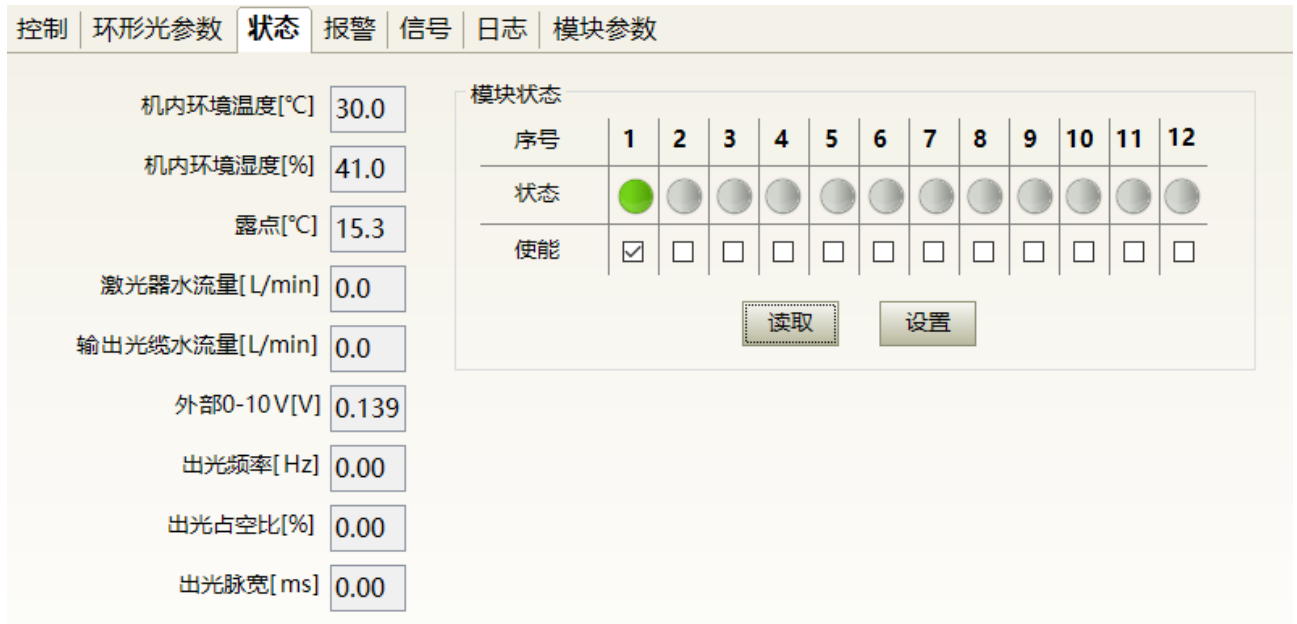 控制 环形光参数 状态 报警 信号 日志 模块参数
机内环境温度[℃] 30.0
机内环境湿度[%] 41.0
露点[℃] 15.3
激光器水流量[L/min] 0.0
输出光缆水流量[L/min] 0.0
外部0-10V[V] 0.139
出光频率[Hz] 0.00
出光占空比[%] 0.00
出光脉宽[ms] 0.00
模块状态
序号 1 2 3 4 5 6 7 8 9 10 11 12
状态
使能
读取 设置